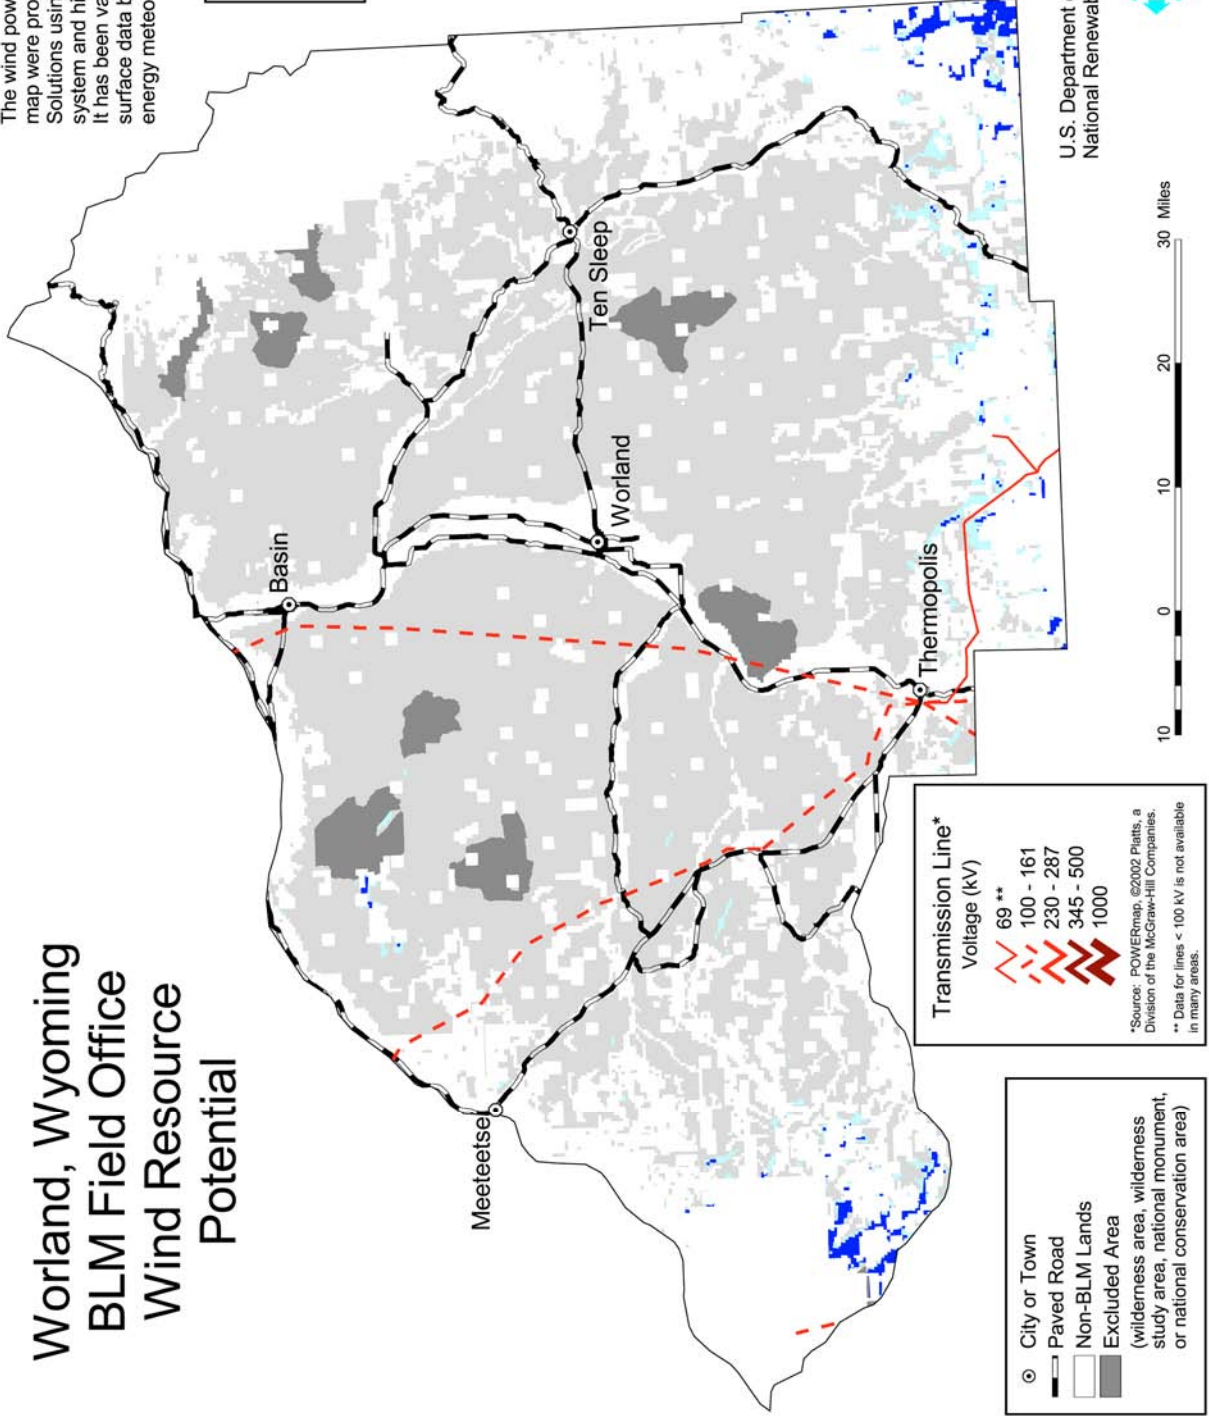 Worland, Wyoming
BLM Field Office
Wind Resource
Potential
The wind pow
map were pro
Solutions usin
system and hi
It has been va
surface data b
energy meteo
Meeteetse
Basin
Worland
Ten Sleep
Thermopolis
City or Town
Paved Road
Non-BLM Lands
Excluded Area
(wilderness area, wilderness
study area, national monument,
or national conservation area)
Transmission Line*
Voltage (kV)
69 **
100 - 161
230 - 287
345 - 500
1000
*Source: POWERmap, ©2002 Platts, a
Division of the McGraw-Hill Companies.
** Data for lines < 100 kV is not available
in many areas.
10 0 10 20 30 Miles
U.S. Department
National Renewab